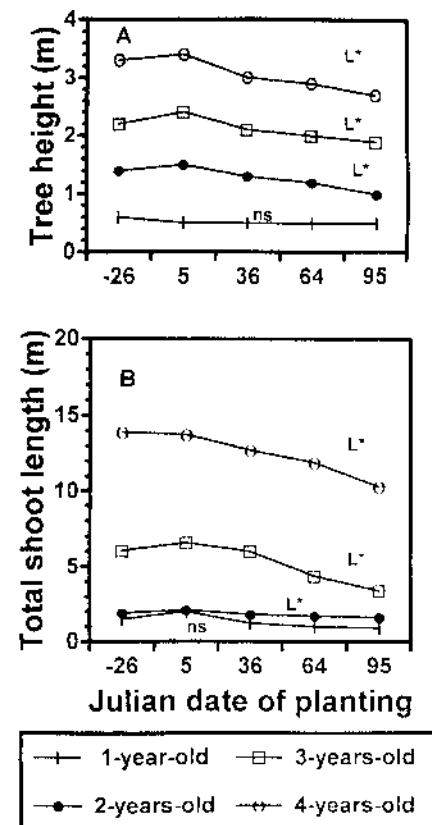 A
Tree height (m)
4
3
2
1
0
L*
L*
L*
ns
-26 5 36 64 95
B
Total shoot length (m)
20
15
10
5
0
L*
L*
L*
ns
-26 5 36 64 95
Julian date of planting
1-year-old 3-years-old
2-years-old 4-years-old